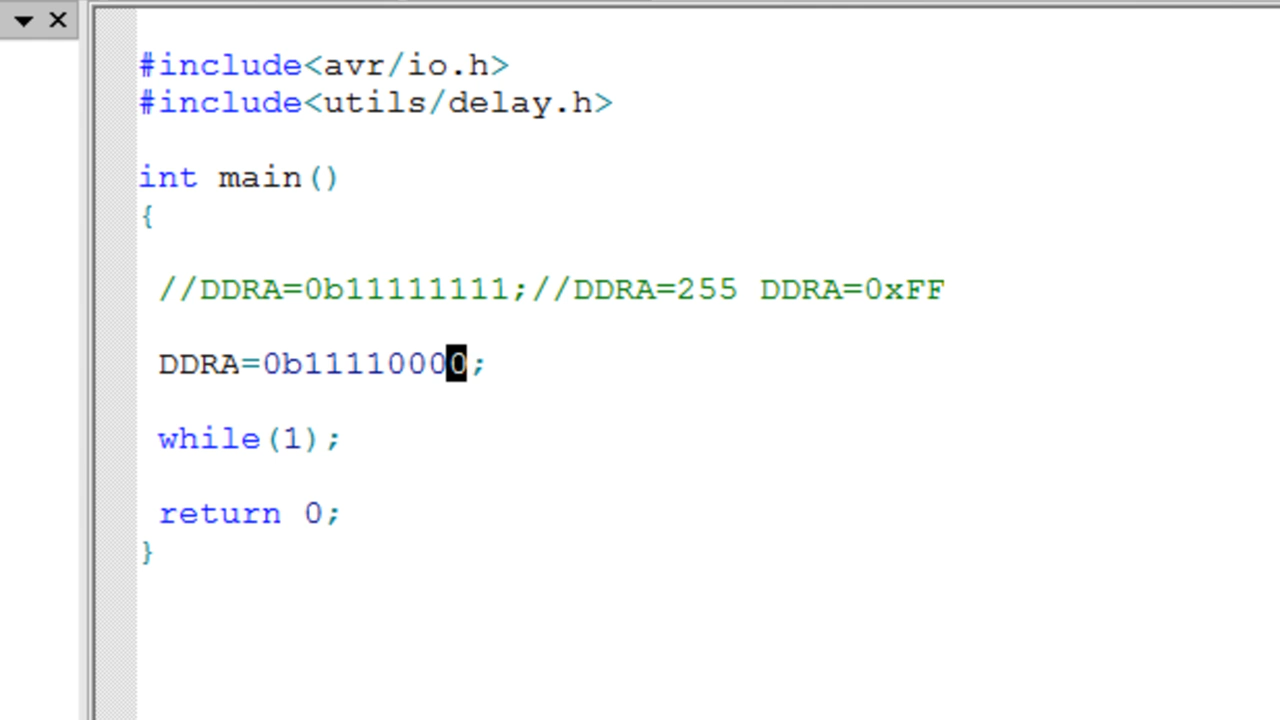 #include<avr/io.h>
#include<utils/delay.h>
int main()
{
//DDRA=0b11111111;//DDRA=255 DDRA=0xFF
DDRA=0b11110000;
while(1);
return 0;
}